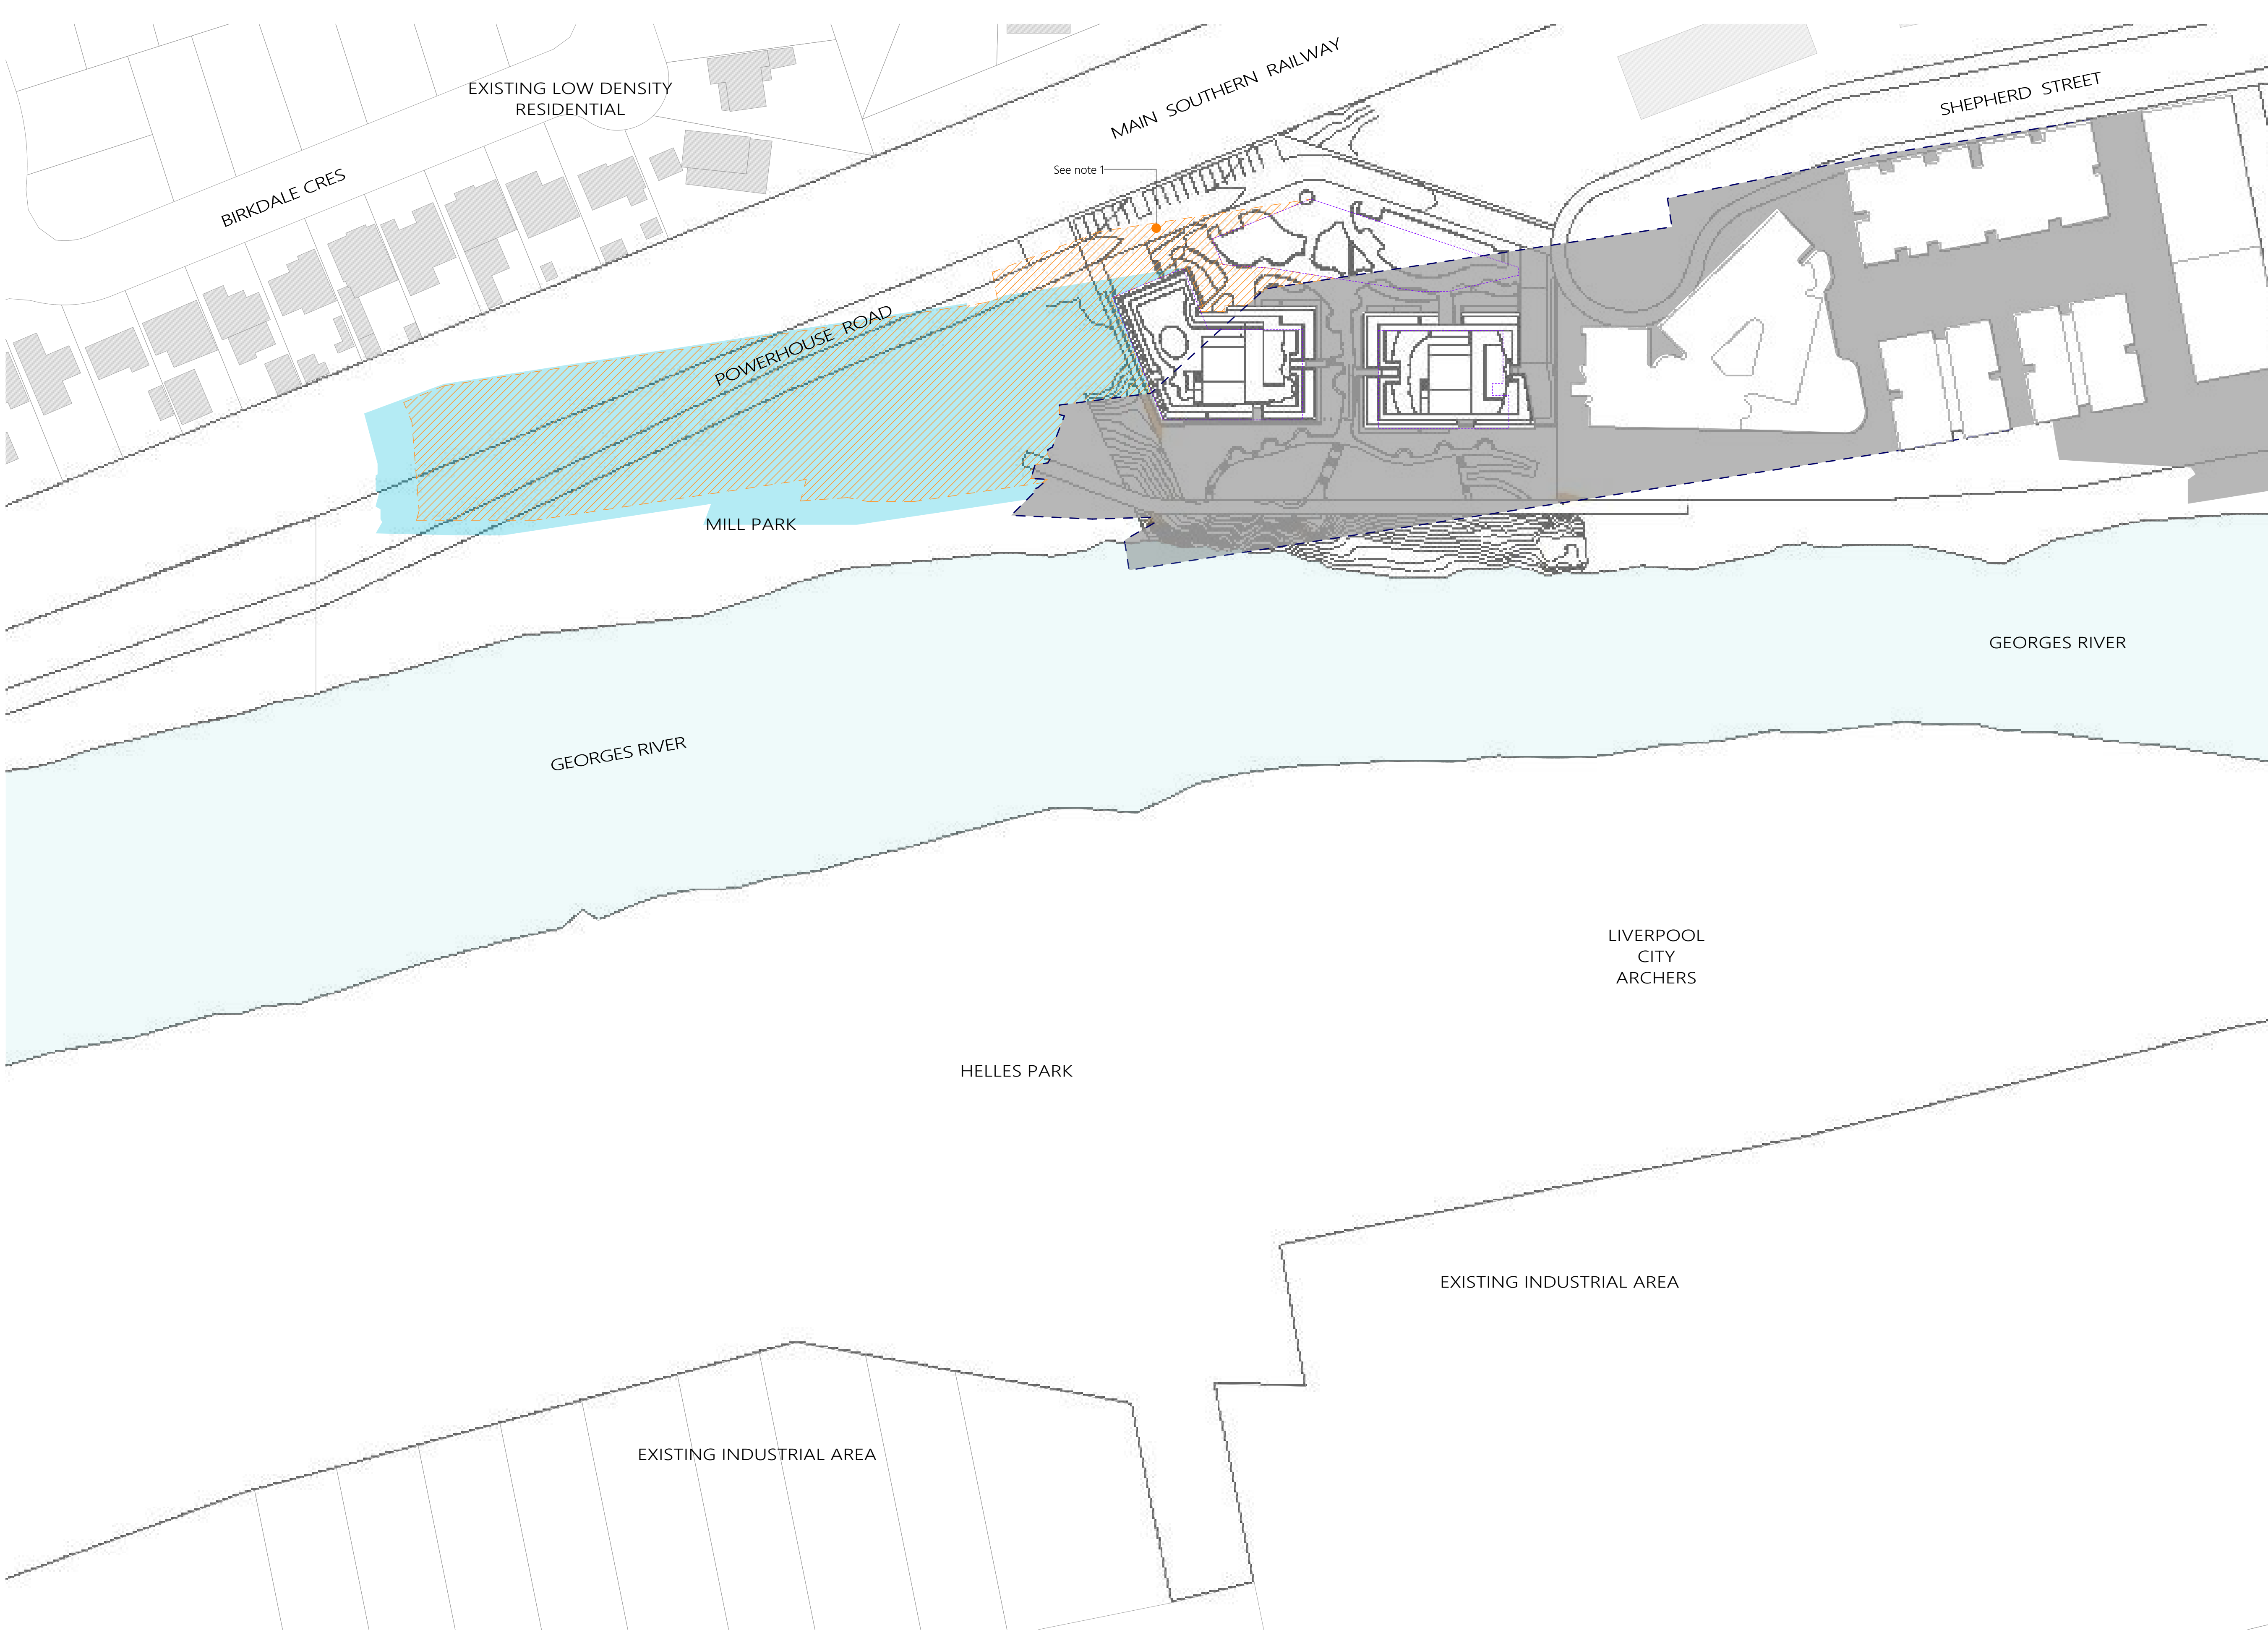 EXISTING LOW DENSITY
RESIDENTIAL
MAIN SOUTHERN RAILWAY
SHEPHERD STREET
See note 1
BIRKDALE CRES
POWERHOUSE ROAD
MILL PARK
GEORGES RIVER
GEORGES RIVER
LIVERPOOL
CITY
ARCHERS
HELLES PARK
EXISTING INDUSTRIAL AREA
EXISTING INDUSTRIAL AREA